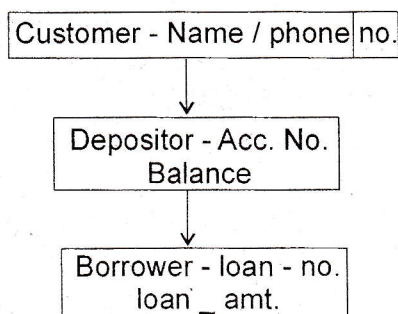 Customer - Name / phone no.
Depositor - Acc. No.
Balance
Borrower - loan - no.
loan _ amt.